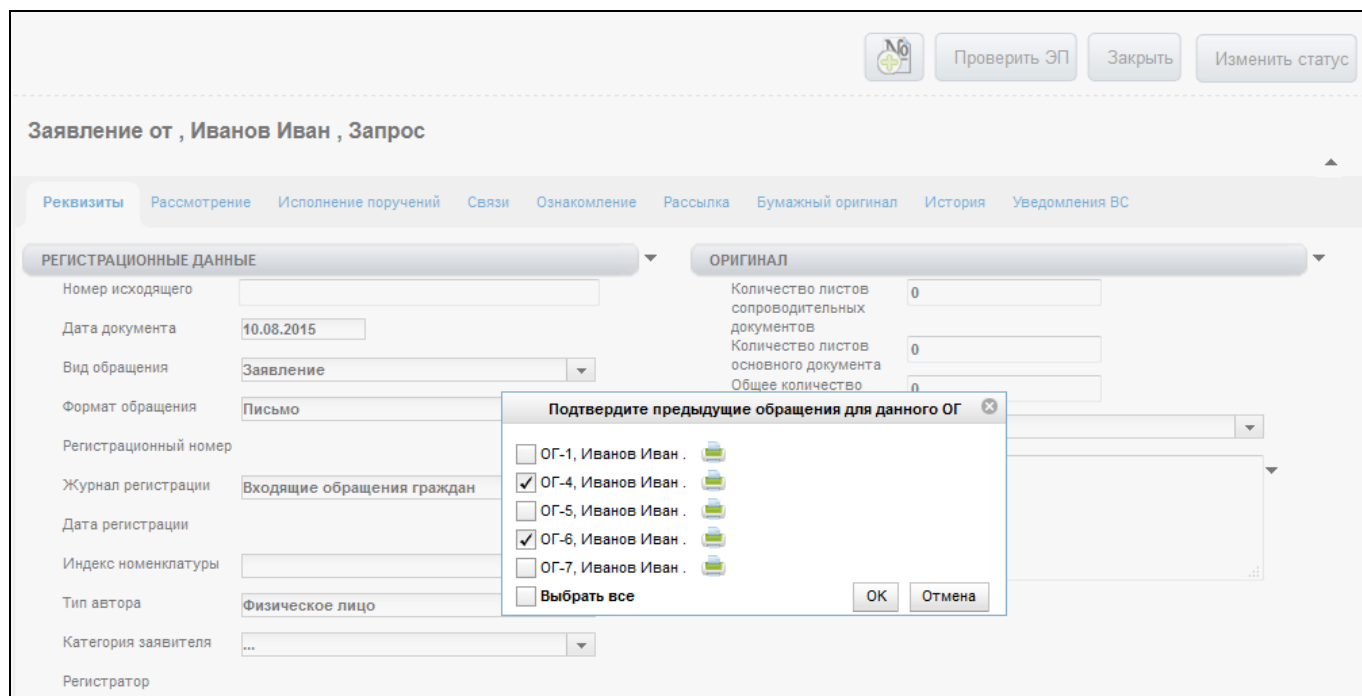 №
Проверить ЭП
Закрыть
Изменить статус
Заявление от , Иванов Иван , Запрос
Реквизиты Рассмотрение Исполнение поручений Связи Ознакомление Рассылка Бумажный оригинал История Уведомления ВС
РЕГИСТРАЦИОННЫЕ ДАННЫЕ
Номер исходящего
Дата документа 10.08.2015
Вид обращения Заявление
Формат обращения Письмо
Регистрационный номер
Журнал регистрации Входящие обращения граждан
Дата регистрации
Индекс номенклатуры
Тип автора Физическое лицо
Категория заявителя ...
Регистратор
ОРИГИНАЛ
Количество листов 0
сопроводительных
документов
Количество листов 0
основного документа
Общее количество 0
Подтвердите предыдущие обращения для данного ОГ
ОГ-1, Иванов Иван .
ОГ-4, Иванов Иван .
ОГ-5, Иванов Иван .
ОГ-6, Иванов Иван .
ОГ-7, Иванов Иван .
Выбрать все
OK Отмена